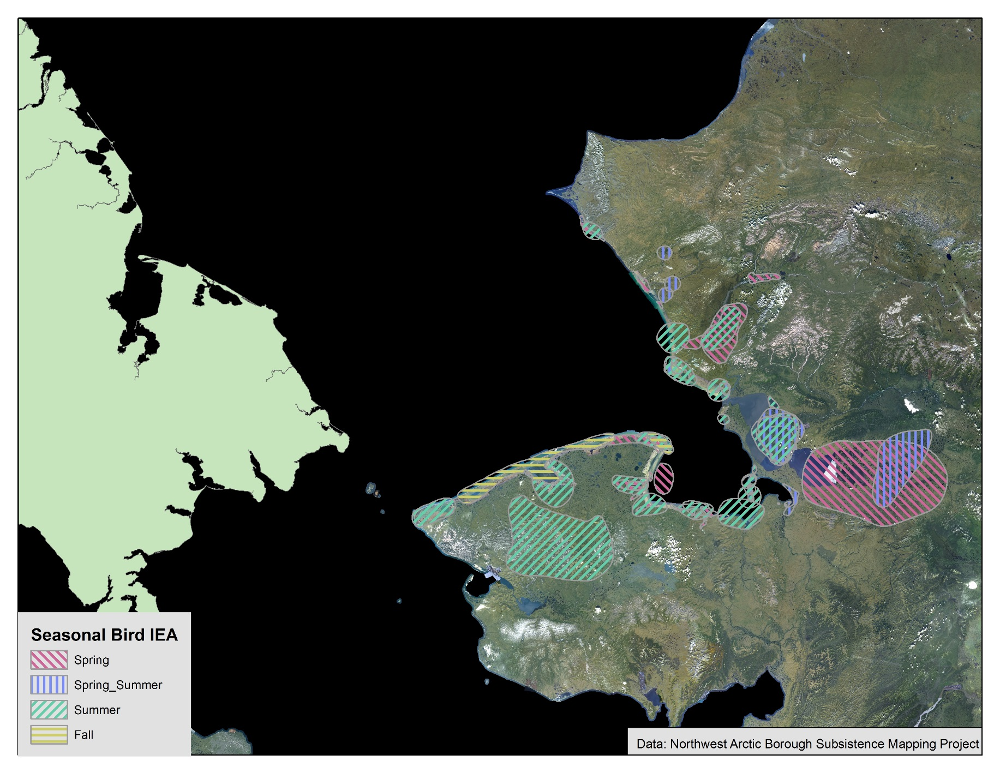 Seasonal Bird IEA
Spring
Spring_Summer
Summer
Fall
Data: Northwest Arctic Borough Subsistence Mapping Project